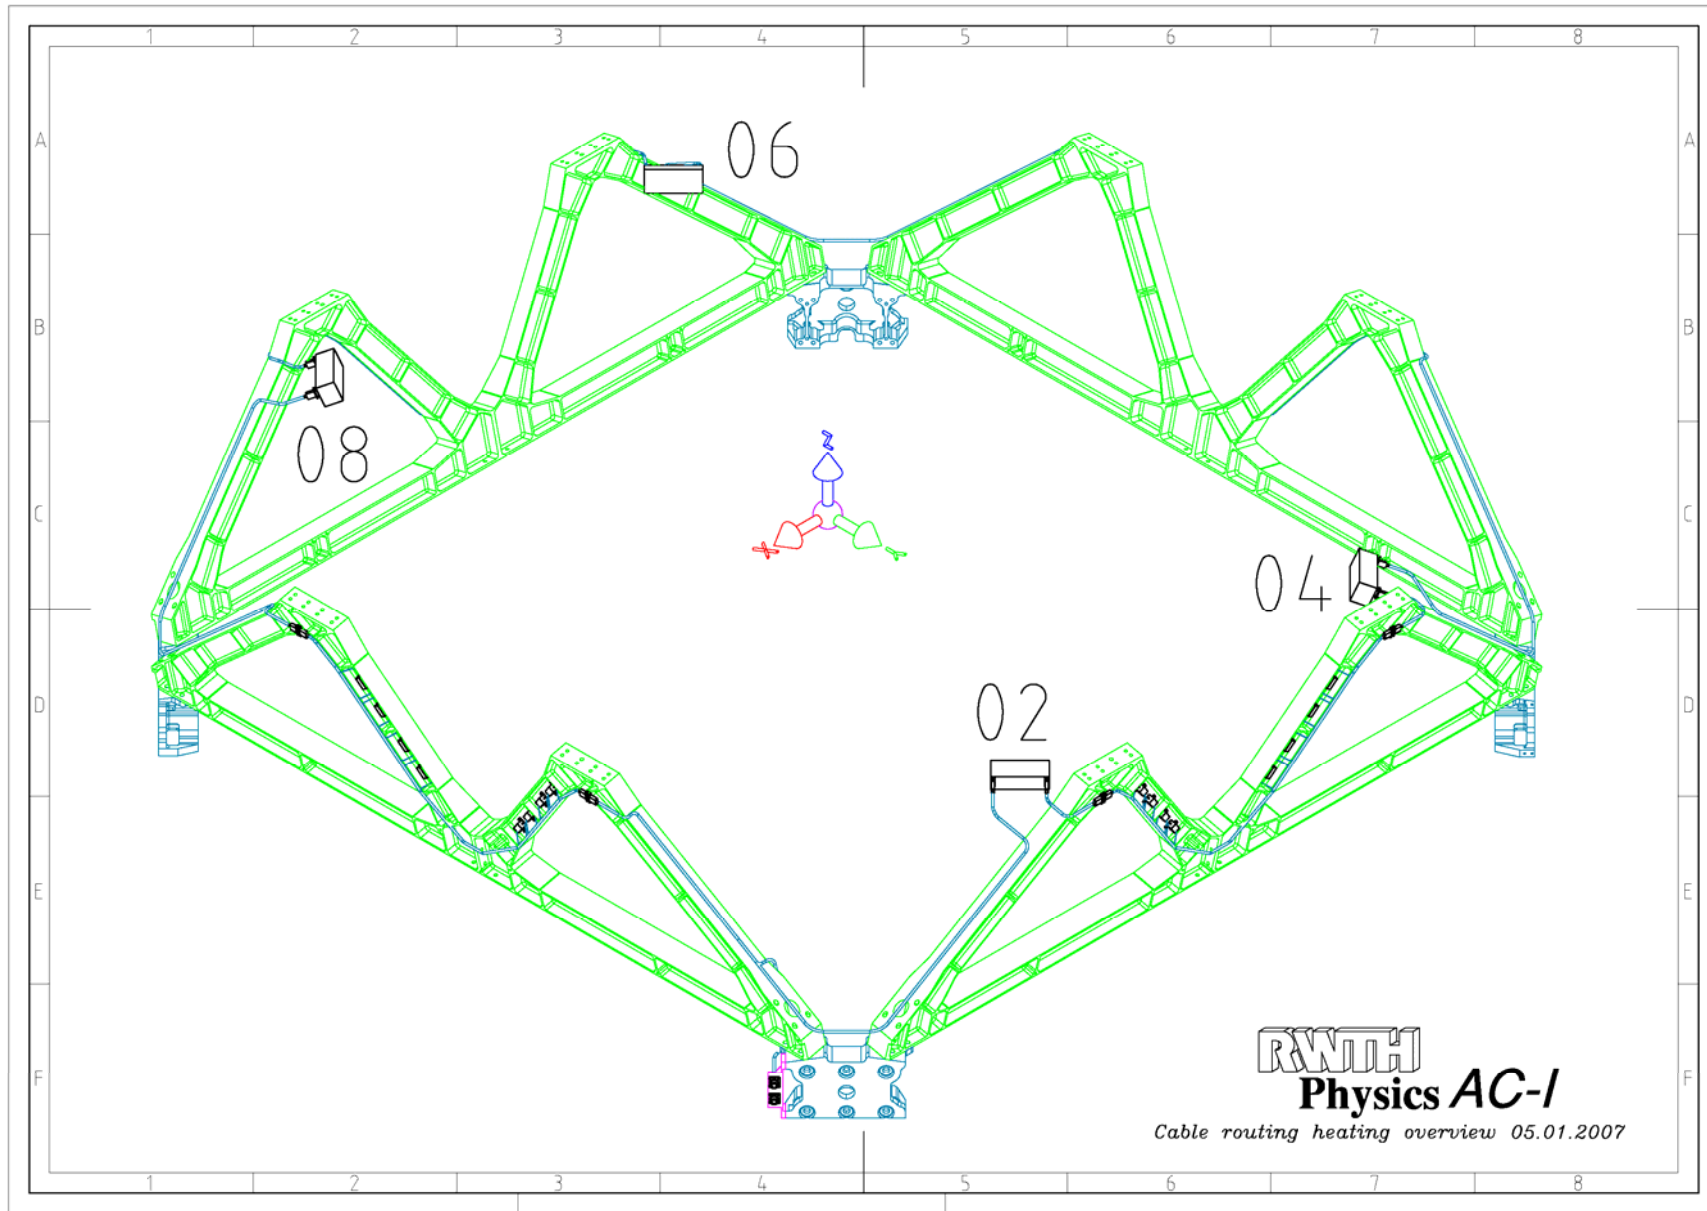 1 2 3 4 5 6 7 8
A A
06
B B
08
Z
C C
X Y
04
02
D D
E E
RWTH
F F
Physics AC-I
Cable routing heating overview 05.01.2007
1 2 3 4 5 6 7 8